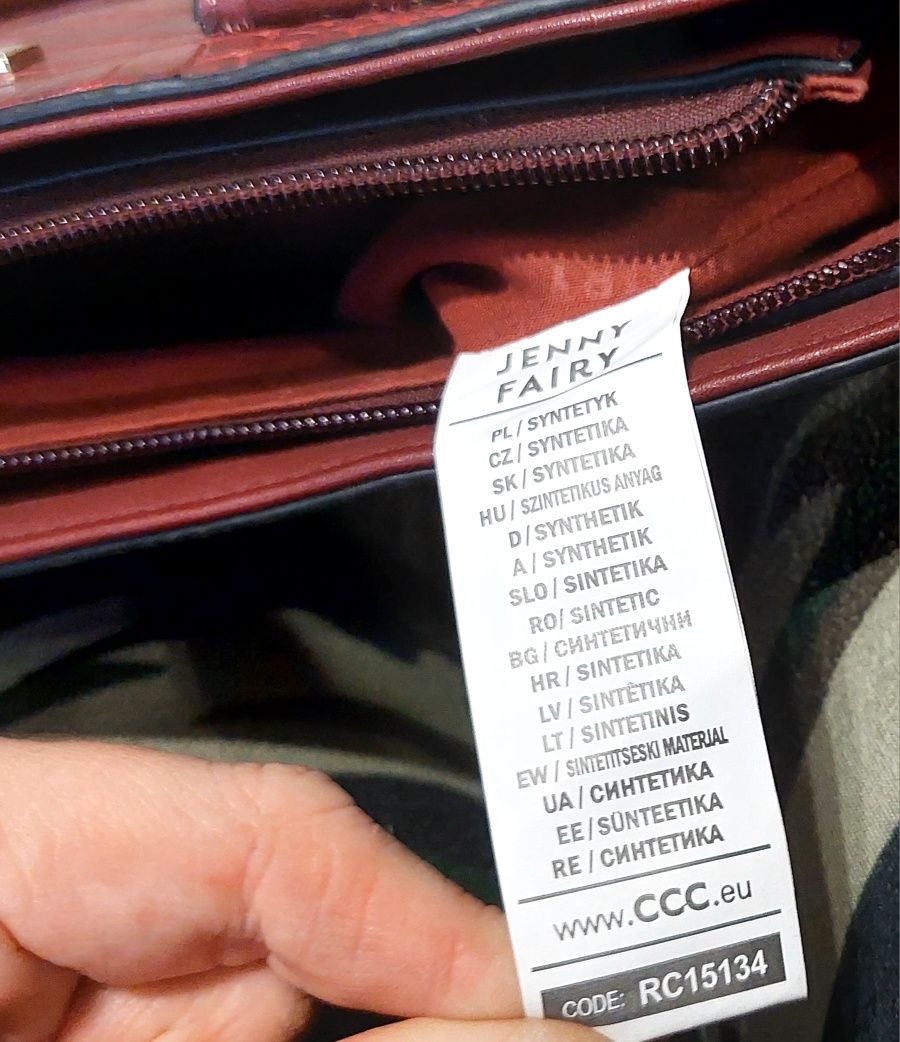 JENNY
FAIRY
PL / SYNTETYK
CZ / SYNTETIKA
SK / SYNTETIKA
HU / SZINTETIKUS ANYAG
D / SYNTHETIK
A / SYNTHETIK
SLO / SINTETIKA
RO / SINTETIC
BG / СИНТЕТИЧНИ
HR / SINTETIKA
LV / SINTĒTIKA
LT / SINTETINIS
EW / SINTETITSESKI MATERJAL
UA / СИНТЕТИКА
EE / SÜNTEETIKA
RE / СИНТЕТИКА
www.CCC.eu
CODE: RC15134